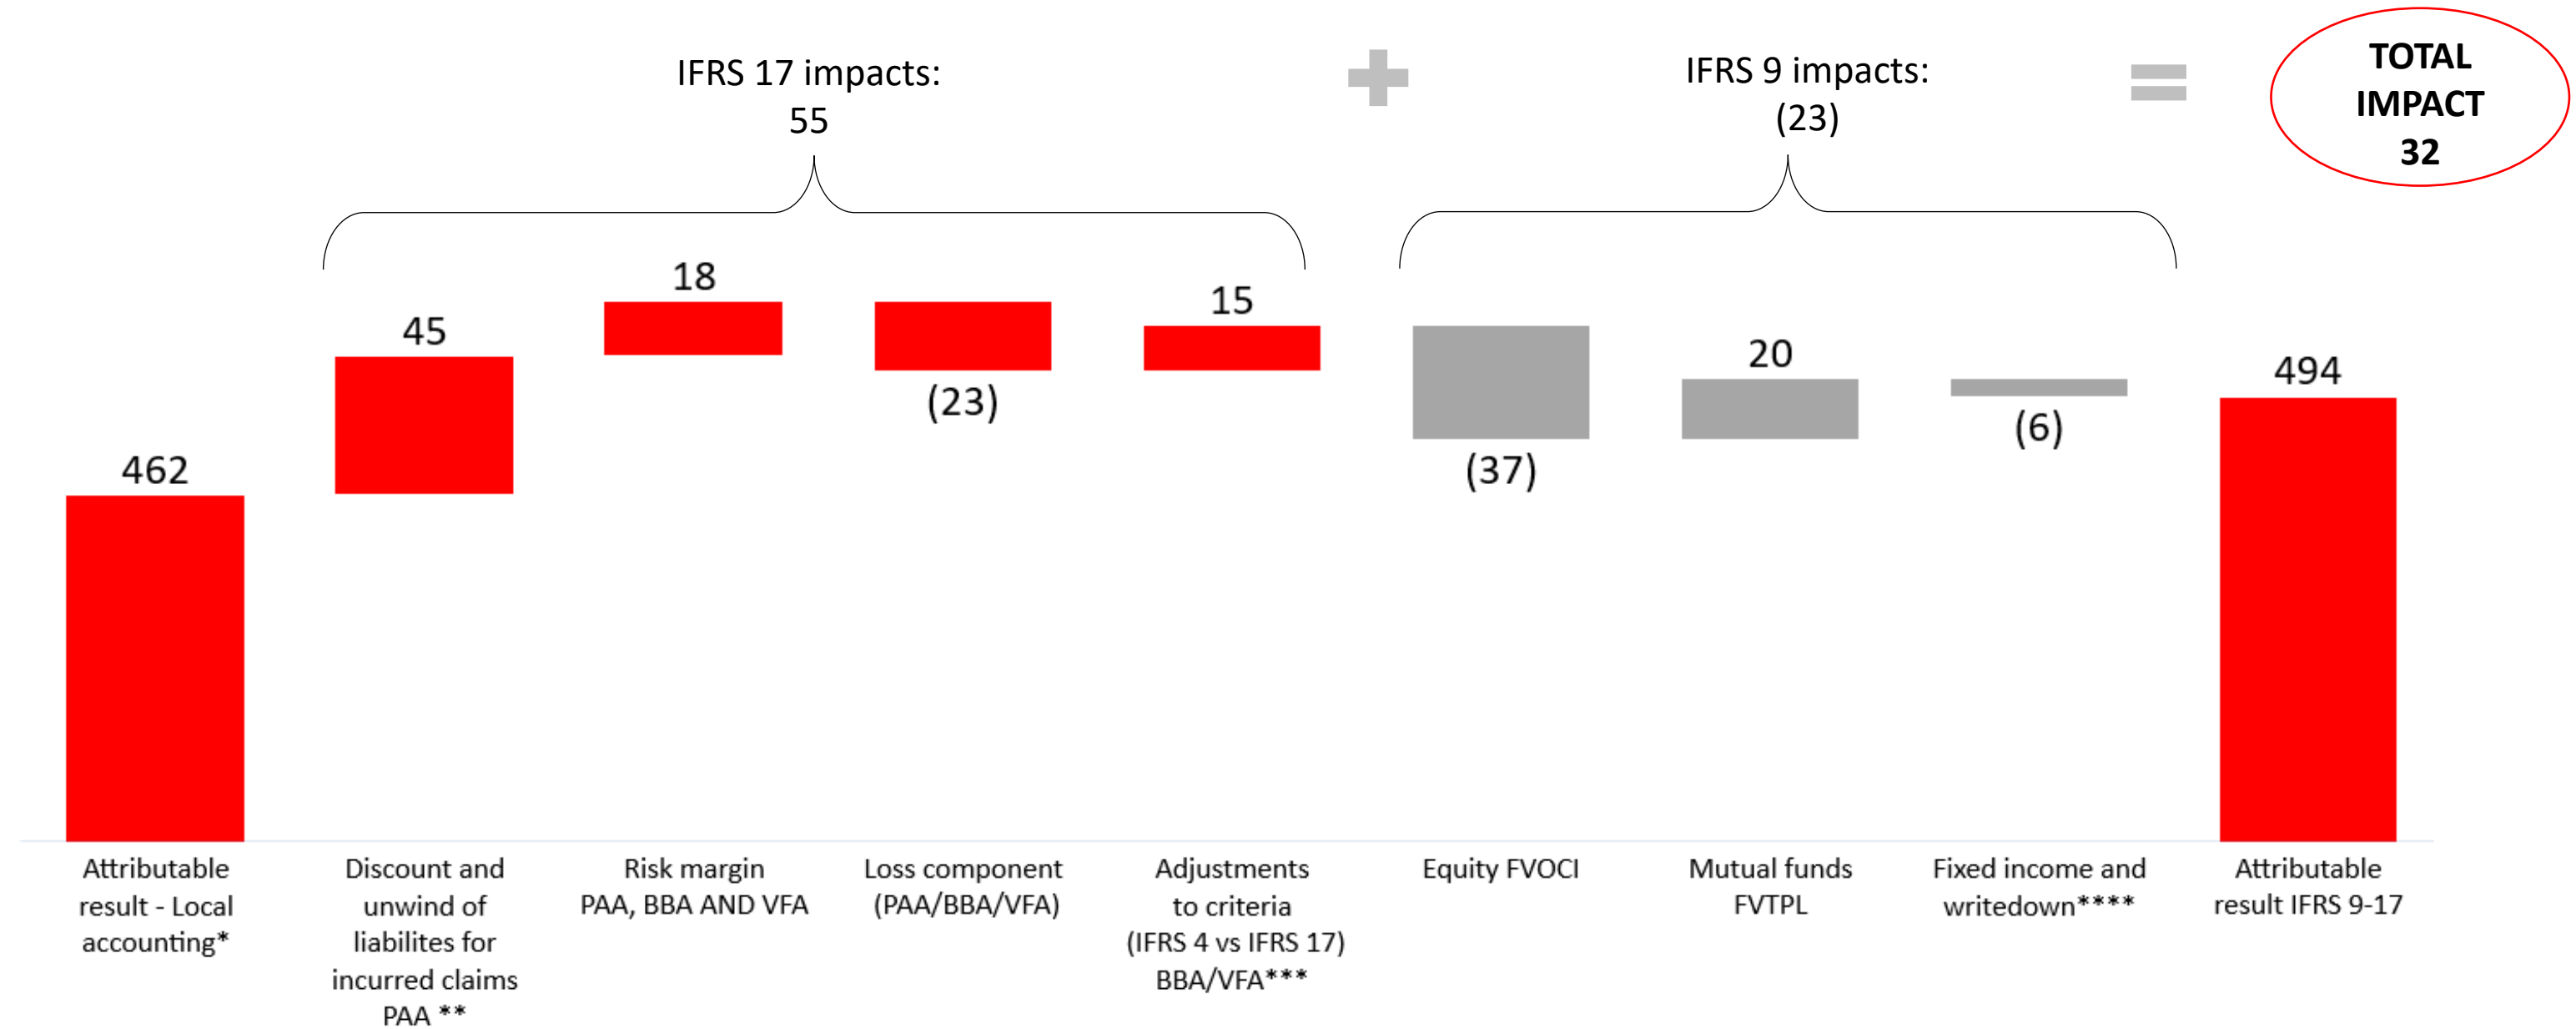 IFRS 17 impacts:
55
IFRS 9 impacts:
(23)
TOTAL
IMPACT
32
462
45
18
(23)
15
(37)
20
(6)
494
Attributable
result - Local
accounting*
Discount and
unwind of
liabilites for
incurred claims
PAA **
Risk margin
PAA, BBA AND VFA
Loss component
(PAA/BBA/VFA)
Adjustments
to criteria
(IFRS 4 vs IFRS 17)
BBA/VFA***
Equity FVOCI
Mutual funds
FVTPL
Fixed income and
writedown****
Attributable
result IFRS 9-17